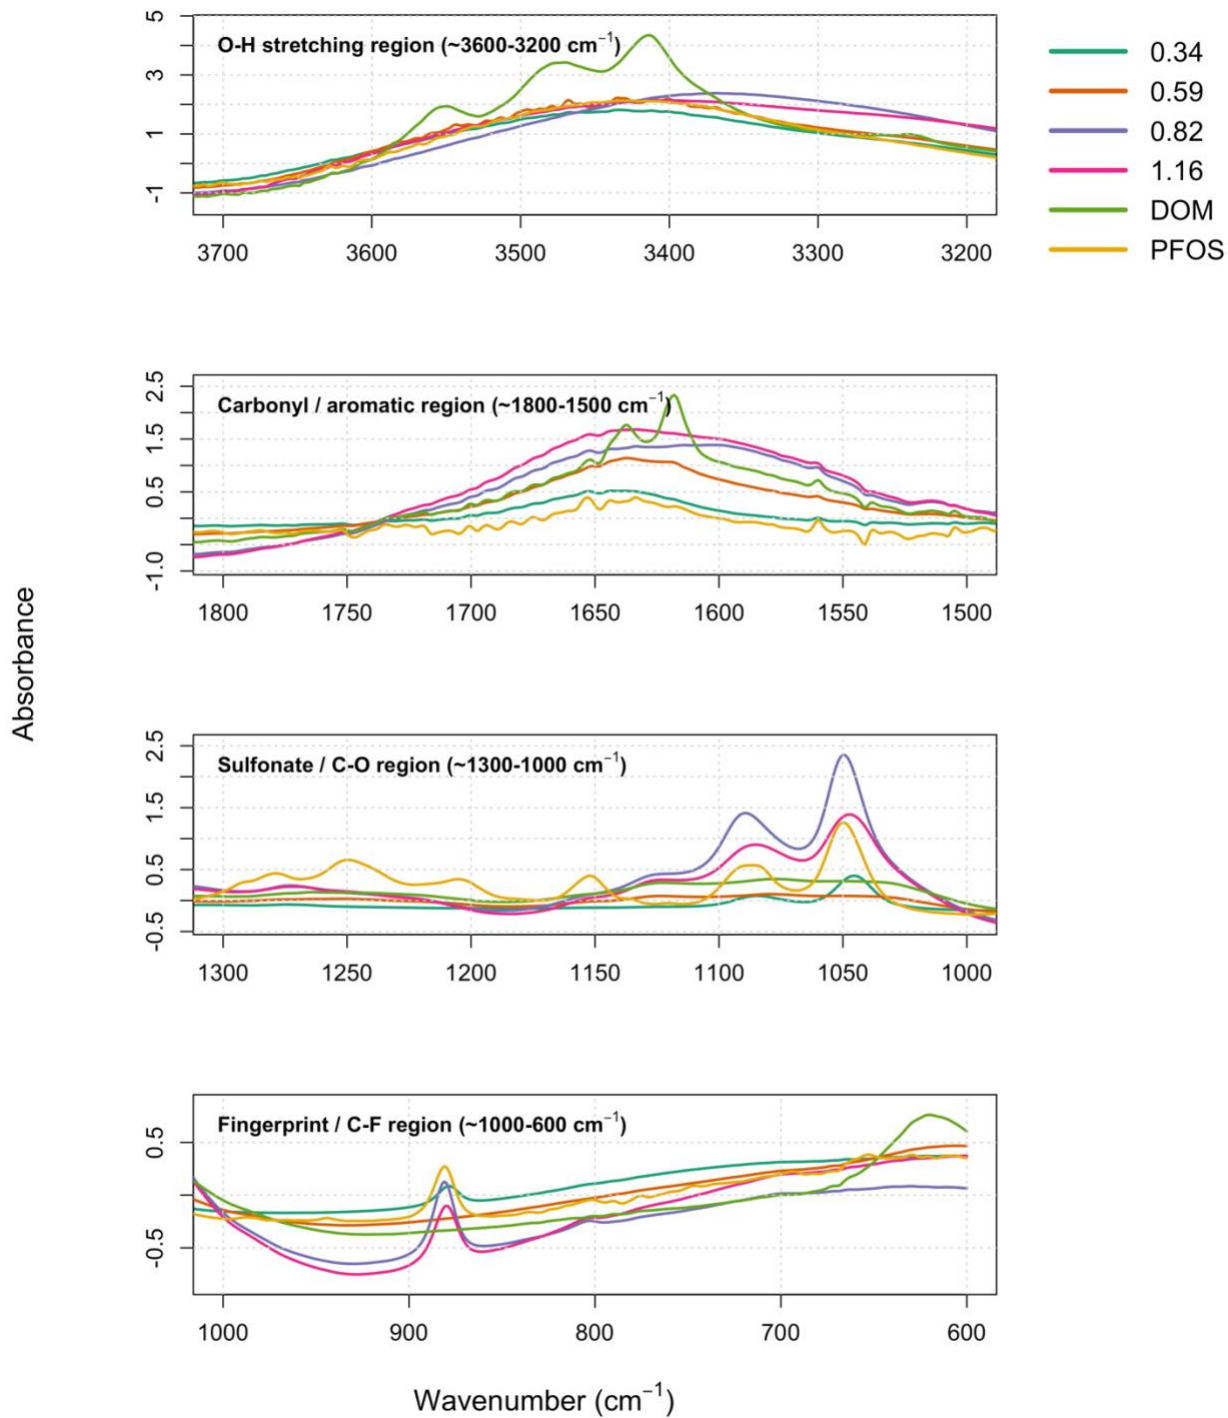 O-H stretching region (~3600-3200 cm⁻¹)
5
3
1
-1
3700 3600 3500 3400 3300 3200
0.34
0.59
0.82
1.16
DOM
PFOS
Carbonyl / aromatic region (~1800-1500 cm⁻¹)
2.5
1.5
0.5
-1.0
1800 1750 1700 1650 1600 1550 1500
Absorbance
Sulfonate / C-O region (~1300-1000 cm⁻¹)
2.5
1.5
0.5
-0.5
1300 1250 1200 1150 1100 1050 1000
Fingerprint / C-F region (~1000-600 cm⁻¹)
0.5
-0.5
1000 900 800 700 600
Wavenumber (cm⁻¹)